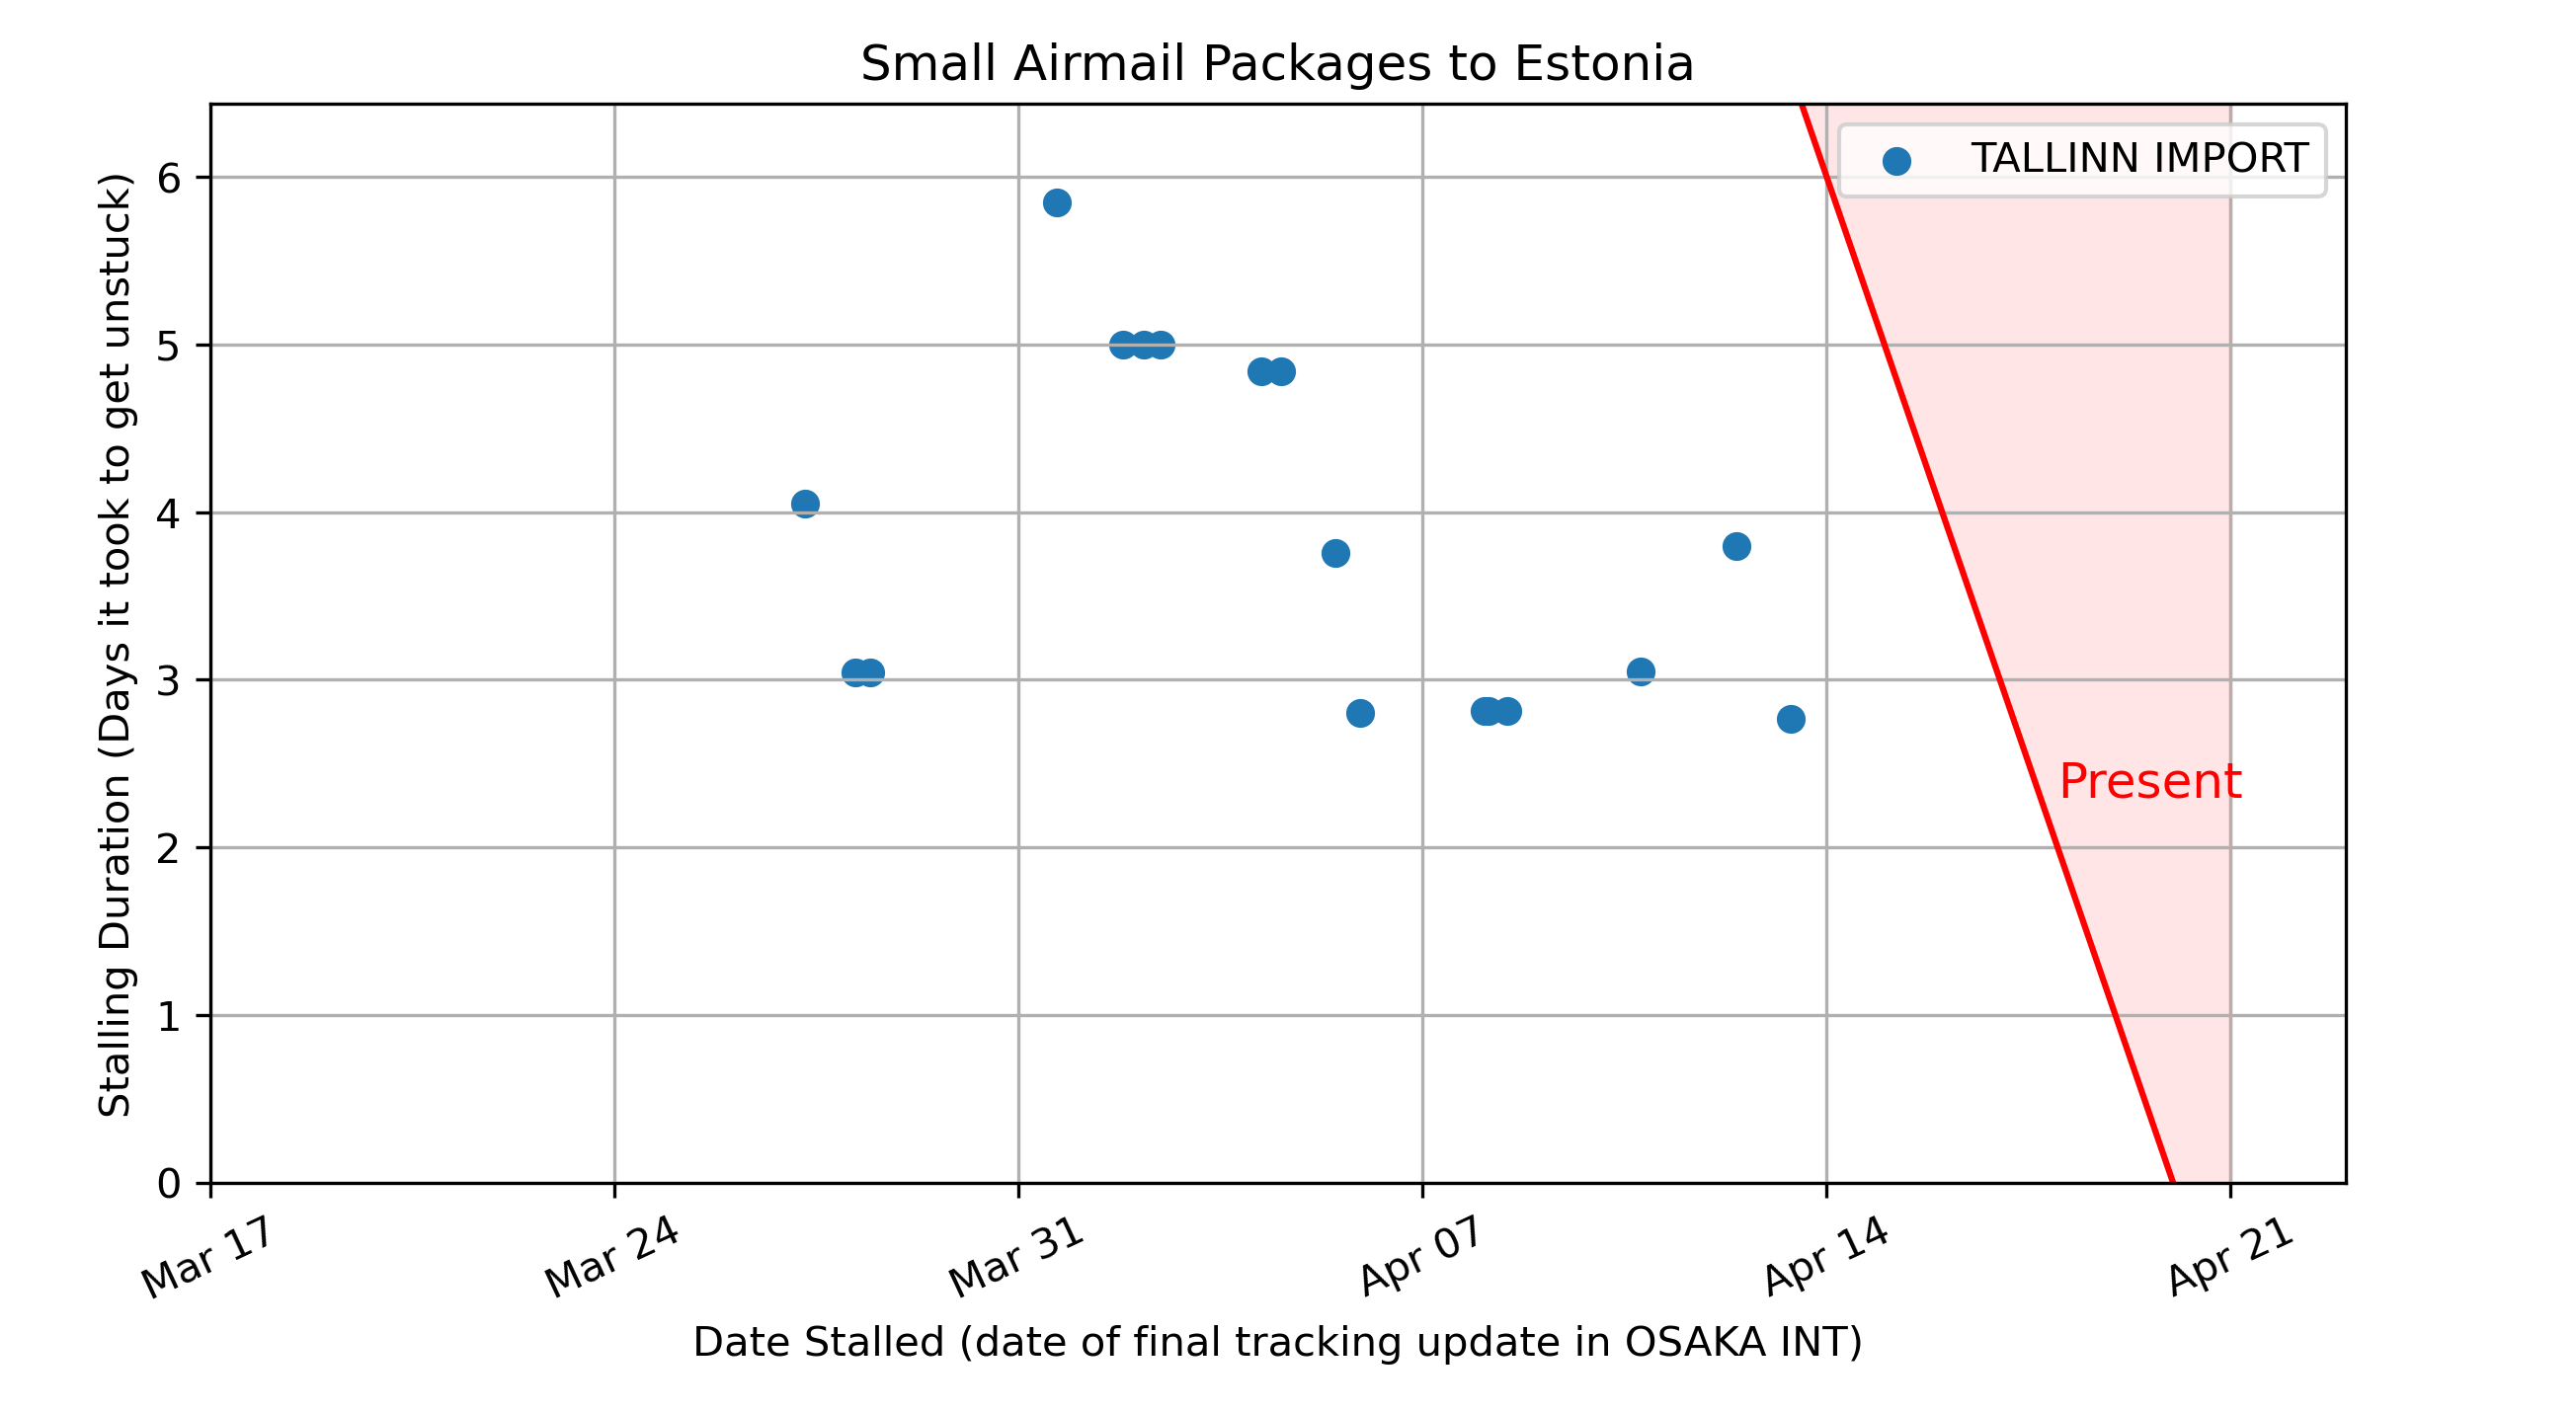 Small Airmail Packages to Estonia
TALLINN IMPORT
Stalling Duration (Days it took to get unstuck)
6
5
4
3
2
1
0
Present
Mar 17
Mar 24
Mar 31
Apr 07
Apr 14
Apr 21
Date Stalled (date of final tracking update in OSAKA INT)